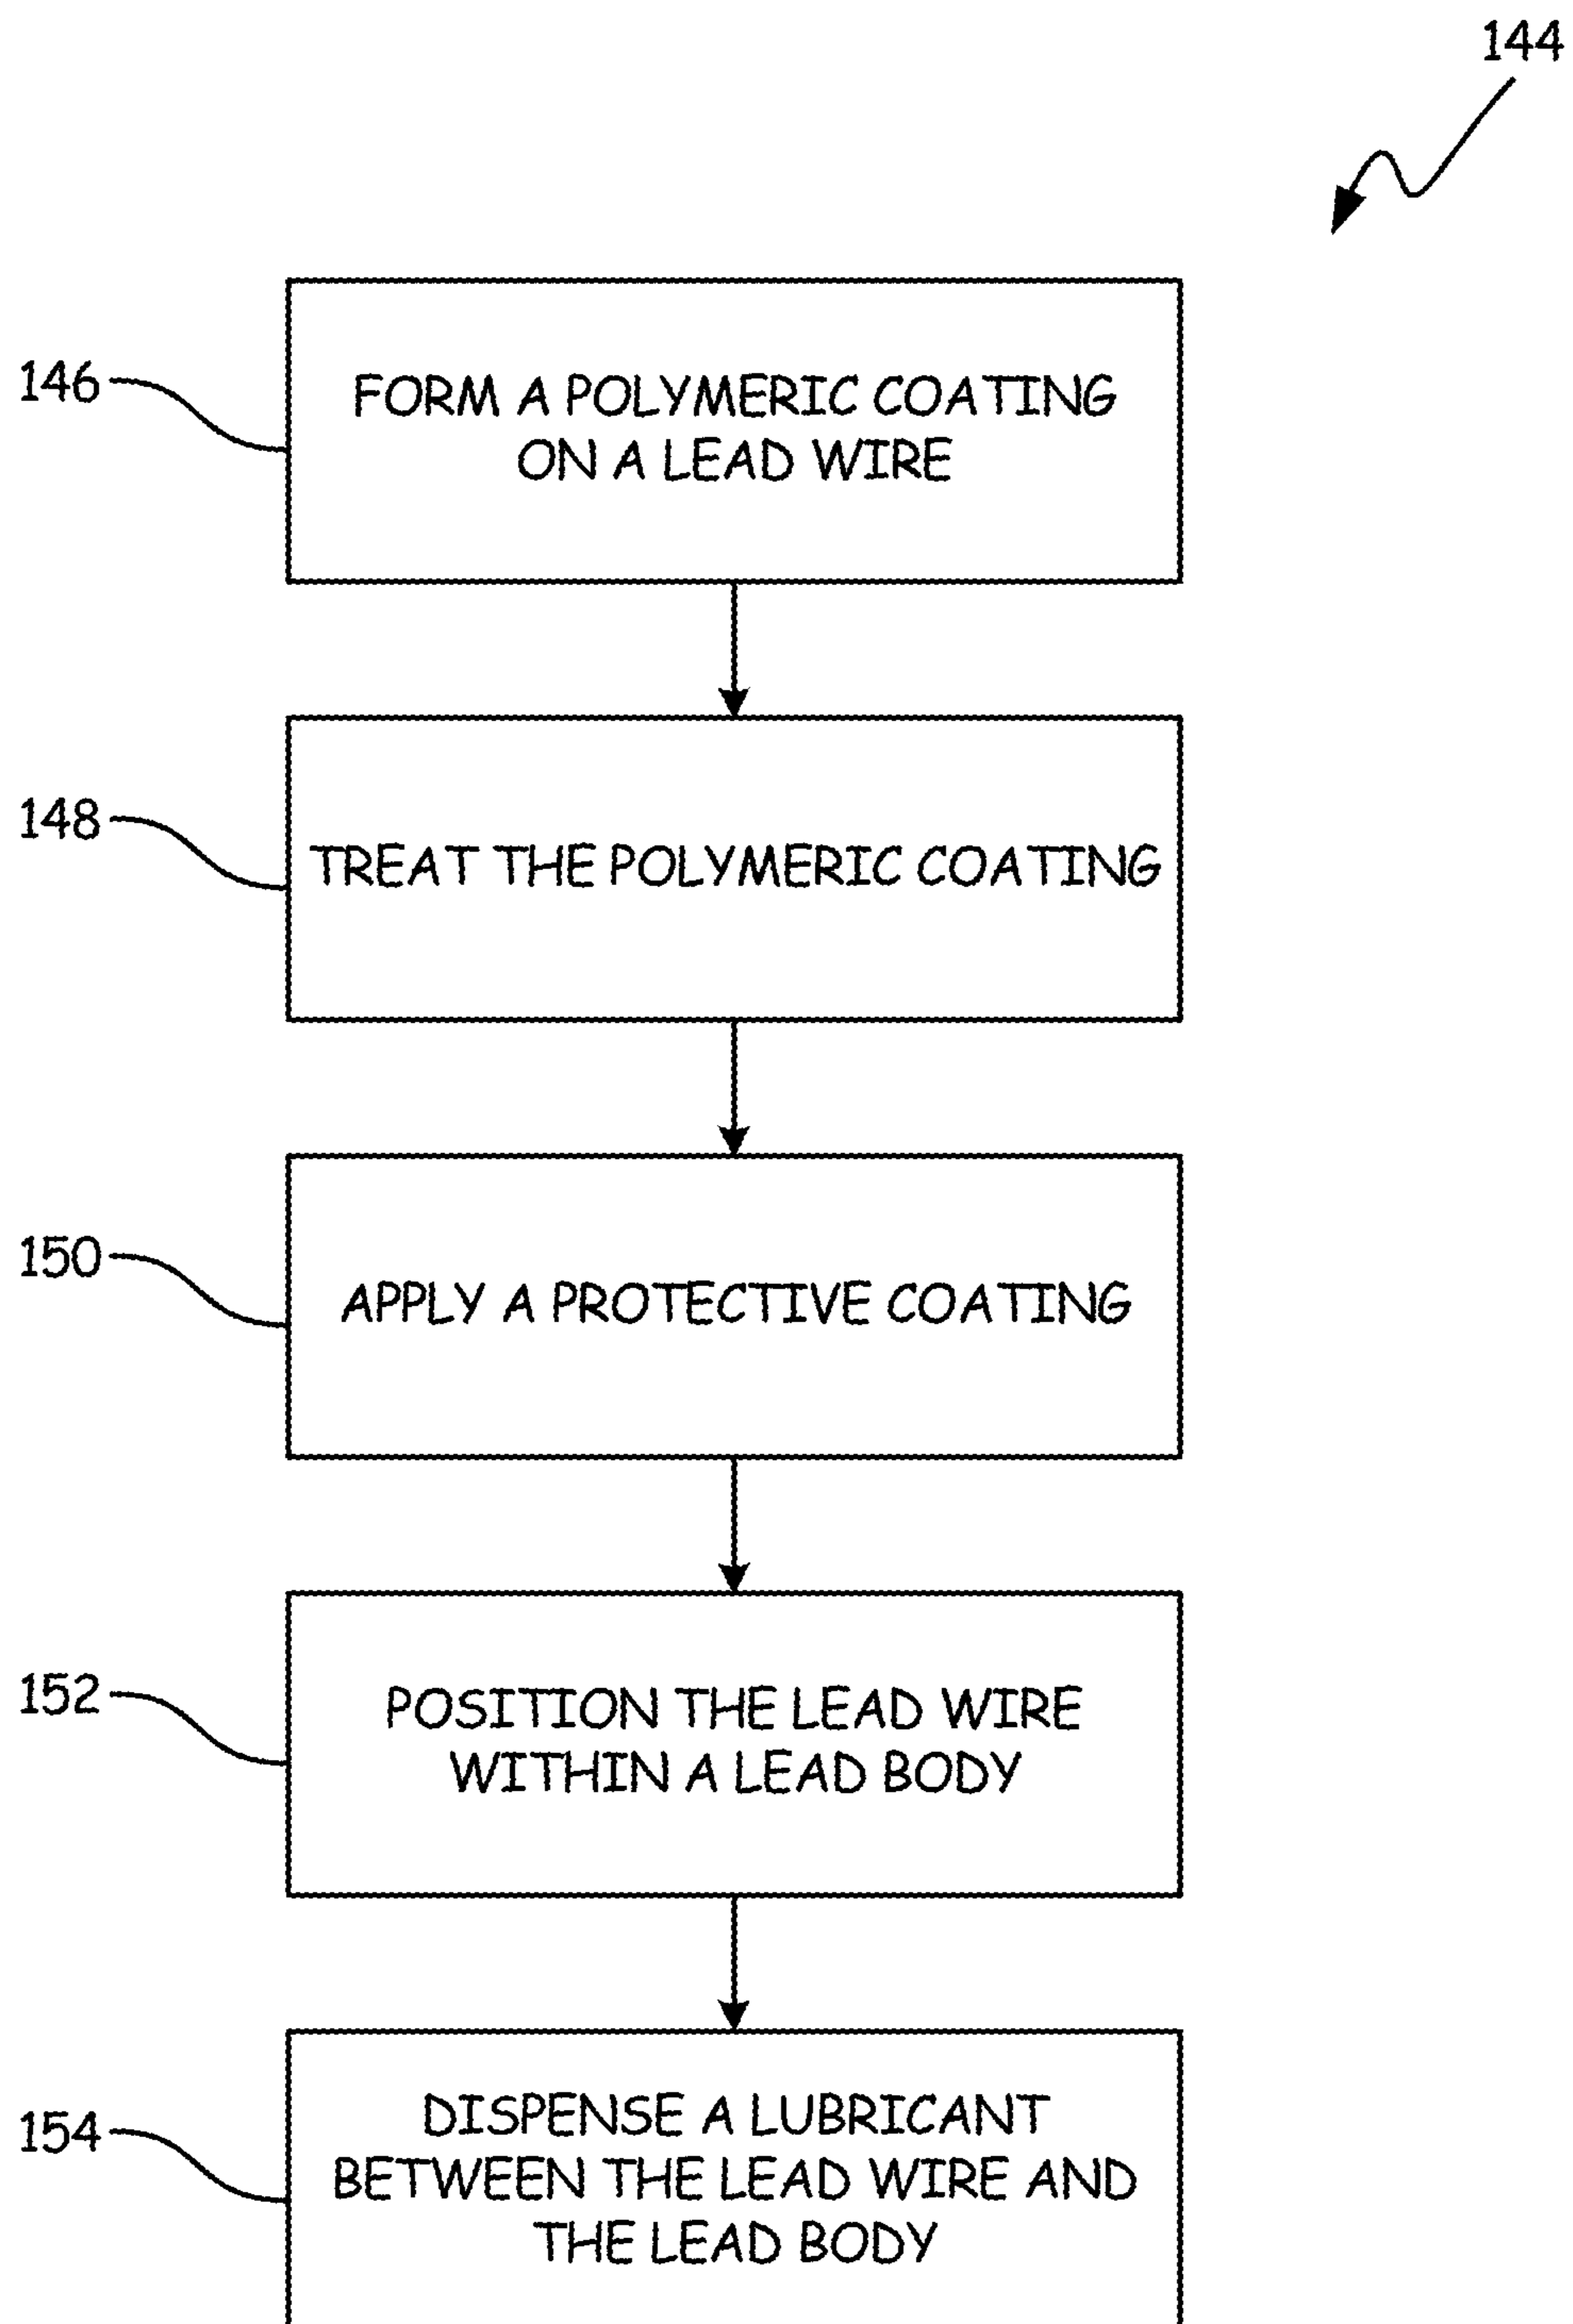 144
146
FORM A POLYMERIC COATING
ON A LEAD WIRE
148
TREAT THE POLYMERIC COATING
150
APPLY A PROTECTIVE COATING
152
POSITION THE LEAD WIRE
WITHIN A LEAD BODY
154
DISPENSE A LUBRICANT
BETWEEN THE LEAD WIRE AND
THE LEAD BODY